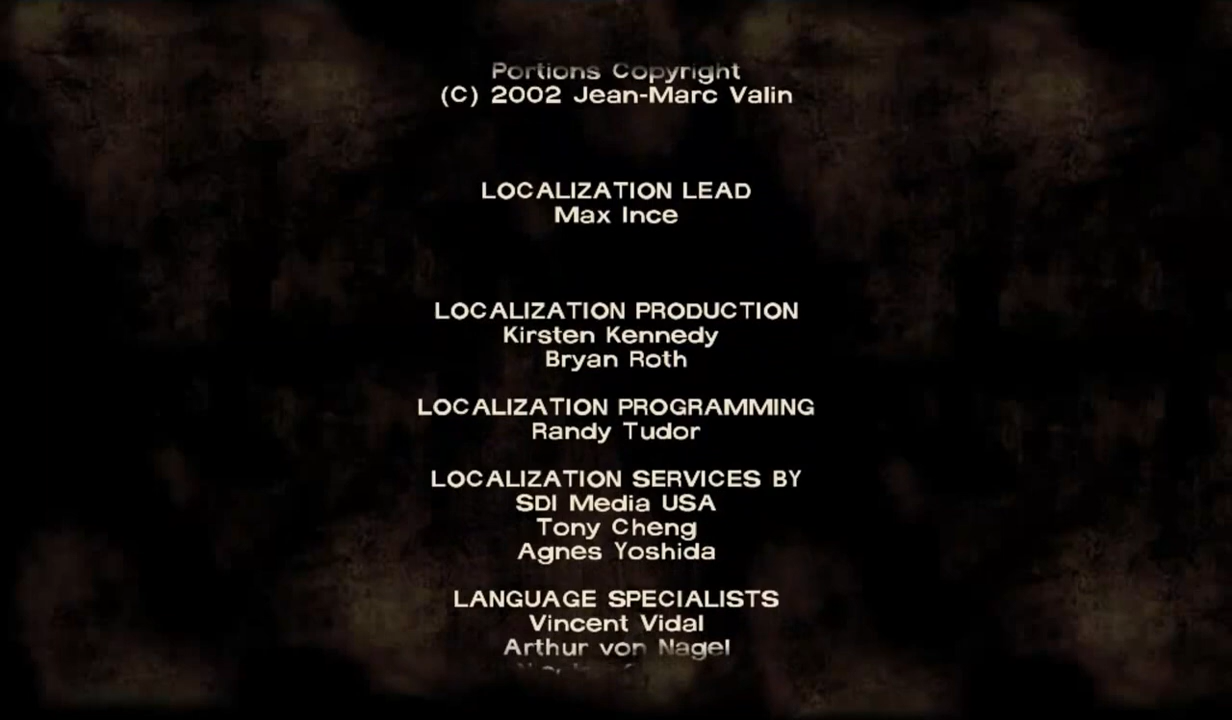 Portions Copyright
(C) 2002 Jean-Marc Valin
LOCALIZATION LEAD
Max Ince
LOCALIZATION PRODUCTION
Kirsten Kennedy
Bryan Roth
LOCALIZATION PROGRAMMING
Randy Tudor
LOCALIZATION SERVICES BY
SDI Media USA
Tony Cheng
Agnes Yoshida
LANGUAGE SPECIALISTS
Vincent Vidal
Arthur von Nagel